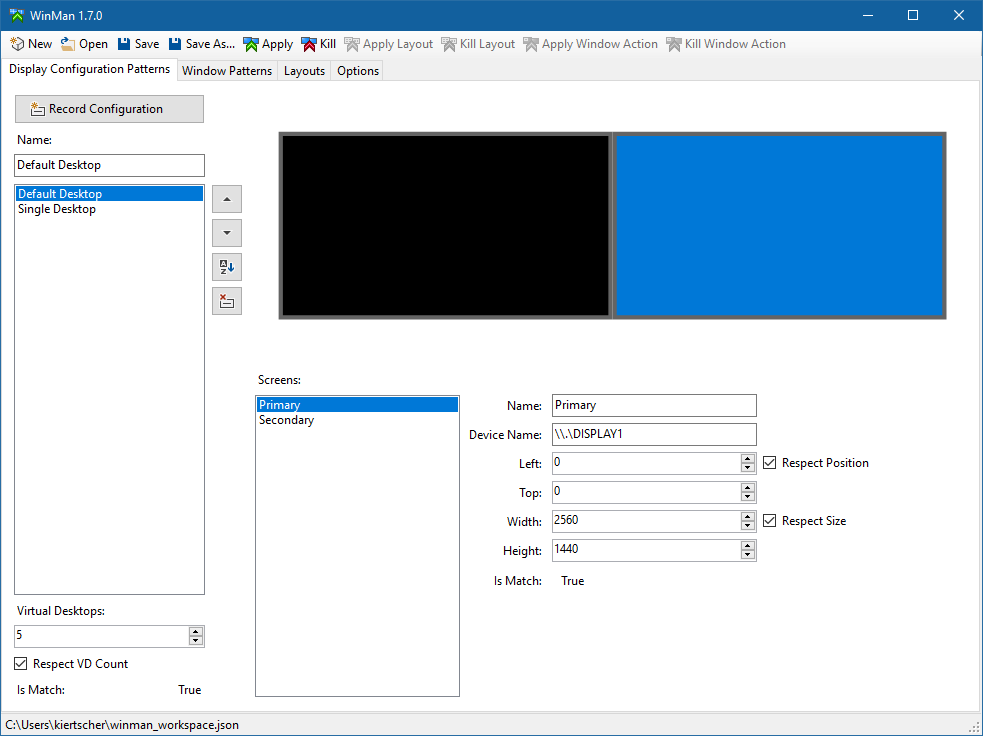 WinMan 1.7.0
New Open Save Save As... Apply Kill Apply Layout Kill Layout Apply Window Action Kill Window Action
Display Configuration Patterns Window Patterns Layouts Options
Record Configuration
Name:
Default Desktop
Default Desktop
Single Desktop
Virtual Desktops:
5
Respect VD Count
Is Match: True
Screens:
Primary
Secondary
Name: Primary
Device Name: \\.\DISPLAY1
Left: 0 Respect Position
Top: 0
Width: 2560 Respect Size
Height: 1440
Is Match: True
C:\Users\kiertscher\winman_workspace.json